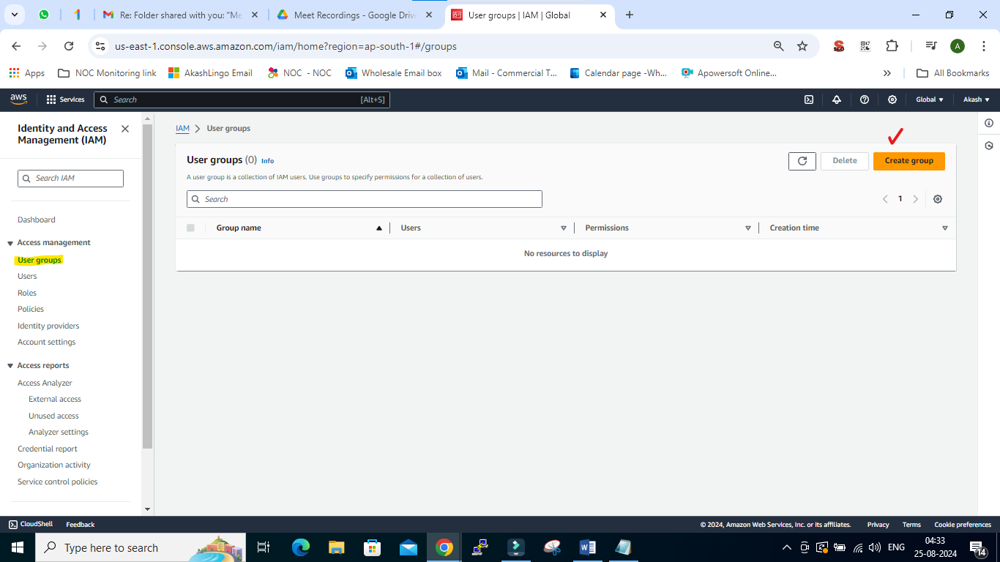 Re: Folder shared with you: "Me
Meet Recordings - Google Drive
User groups | IAM | Global
us-east-1.console.aws.amazon.com/iam/home?region=ap-south-1#/groups
SEO
A
Apps
NOC Monitoring link
AkashLingo Email
NOC - NOC
Wholesale Email box
Mail - Commercial T...
Calendar page -Wh...
Apowersoft Online...
All Bookmarks
aws
Services
Search
[Alt+S]
Global
Akash
Identity and Access
Management (IAM)
Search IAM
Dashboard
Access management
User groups
Users
Roles
Policies
Identity providers
Account settings
Access reports
Access Analyzer
External access
Unused access
Analyzer settings
Credential report
Organization activity
Service control policies
IAM > User groups
User groups (0) Info
Delete
Create group
A user group is a collection of IAM users. Use groups to specify permissions for a collection of users.
Search
1
Group name
Users
Permissions
Creation time
No resources to display
CloudShell
Feedback
© 2024, Amazon Web Services, Inc. or its affiliates.
Privacy
Terms
Cookie preferences
Type here to search
ENG
04:33
25-08-2024
14